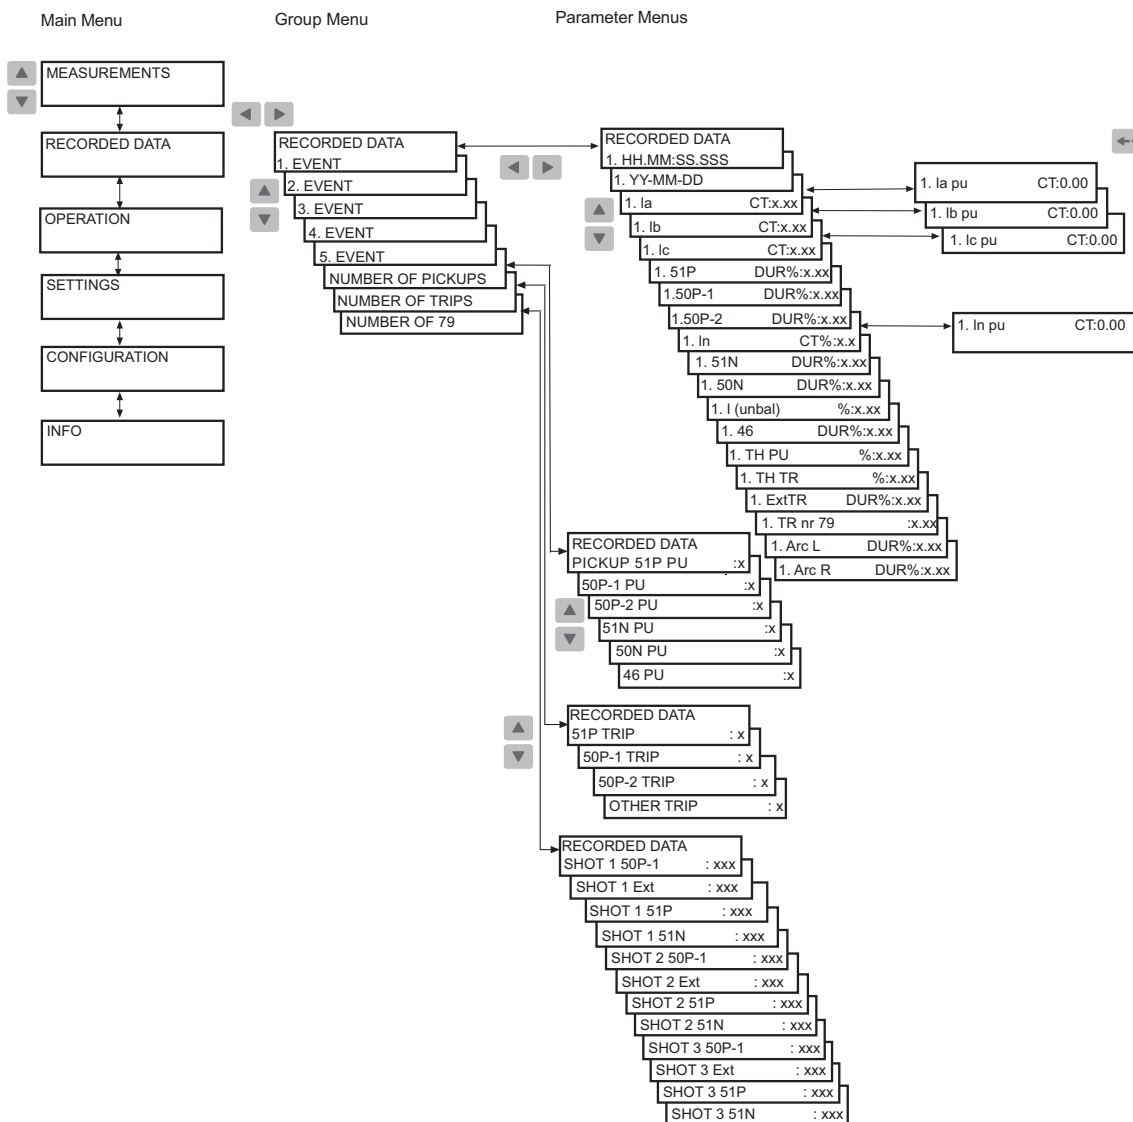 Main Menu
Group Menu
Parameter Menus
MEASUREMENTS
RECORDED DATA
OPERATION
SETTINGS
CONFIGURATION
INFO
RECORDED DATA
1. EVENT
2. EVENT
3. EVENT
4. EVENT
5. EVENT
NUMBER OF PICKUPS
NUMBER OF TRIPS
NUMBER OF 79
RECORDED DATA
1. HH.MM:SS.SSS
1. YY-MM-DD
1. Ia CT:x.xx
1. Ib CT:x.xx
1. Ic CT:x.xx
1. 51P DUR%:x.xx
1.50P-1 DUR%:x.xx
1.50P-2 DUR%:x.xx
1. In CT%:x.x
1. 51N DUR%:x.xx
1. 50N DUR%:x.xx
1. I (unbal) %:x.xx
1. 46 DUR%:x.xx
1. TH PU %:x.xx
1. TH TR %:x.xx
1. ExtTR DUR%:x.xx
1. TR nr 79 :x.xx
1. Arc L DUR%:x.xx
1. Arc R DUR%:x.xx
1. Ia pu CT:0.00
1. Ib pu CT:0.00
1. Ic pu CT:0.00
1. In pu CT:0.00
RECORDED DATA
PICKUP 51P PU :x
50P-1 PU :x
50P-2 PU :x
51N PU :x
50N PU :x
46 PU :x
RECORDED DATA
51P TRIP : x
50P-1 TRIP : x
50P-2 TRIP : x
OTHER TRIP : x
RECORDED DATA
SHOT 1 50P-1 : xxx
SHOT 1 Ext : xxx
SHOT 1 51P : xxx
SHOT 1 51N : xxx
SHOT 2 50P-1 : xxx
SHOT 2 Ext : xxx
SHOT 2 51P : xxx
SHOT 2 51N : xxx
SHOT 3 50P-1 : xxx
SHOT 3 Ext : xxx
SHOT 3 51P : xxx
SHOT 3 51N : xxx